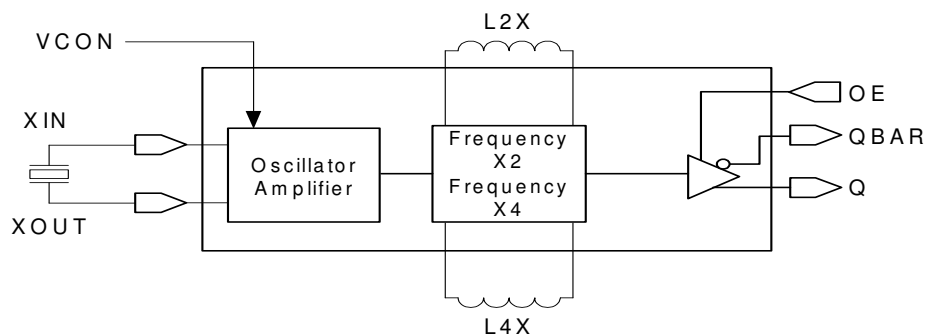 L2X
VCON
OE
XIN
QBAR
Oscillator
Amplifier
Frequency
X2
Frequency
X4
Q
XOUT
L4X